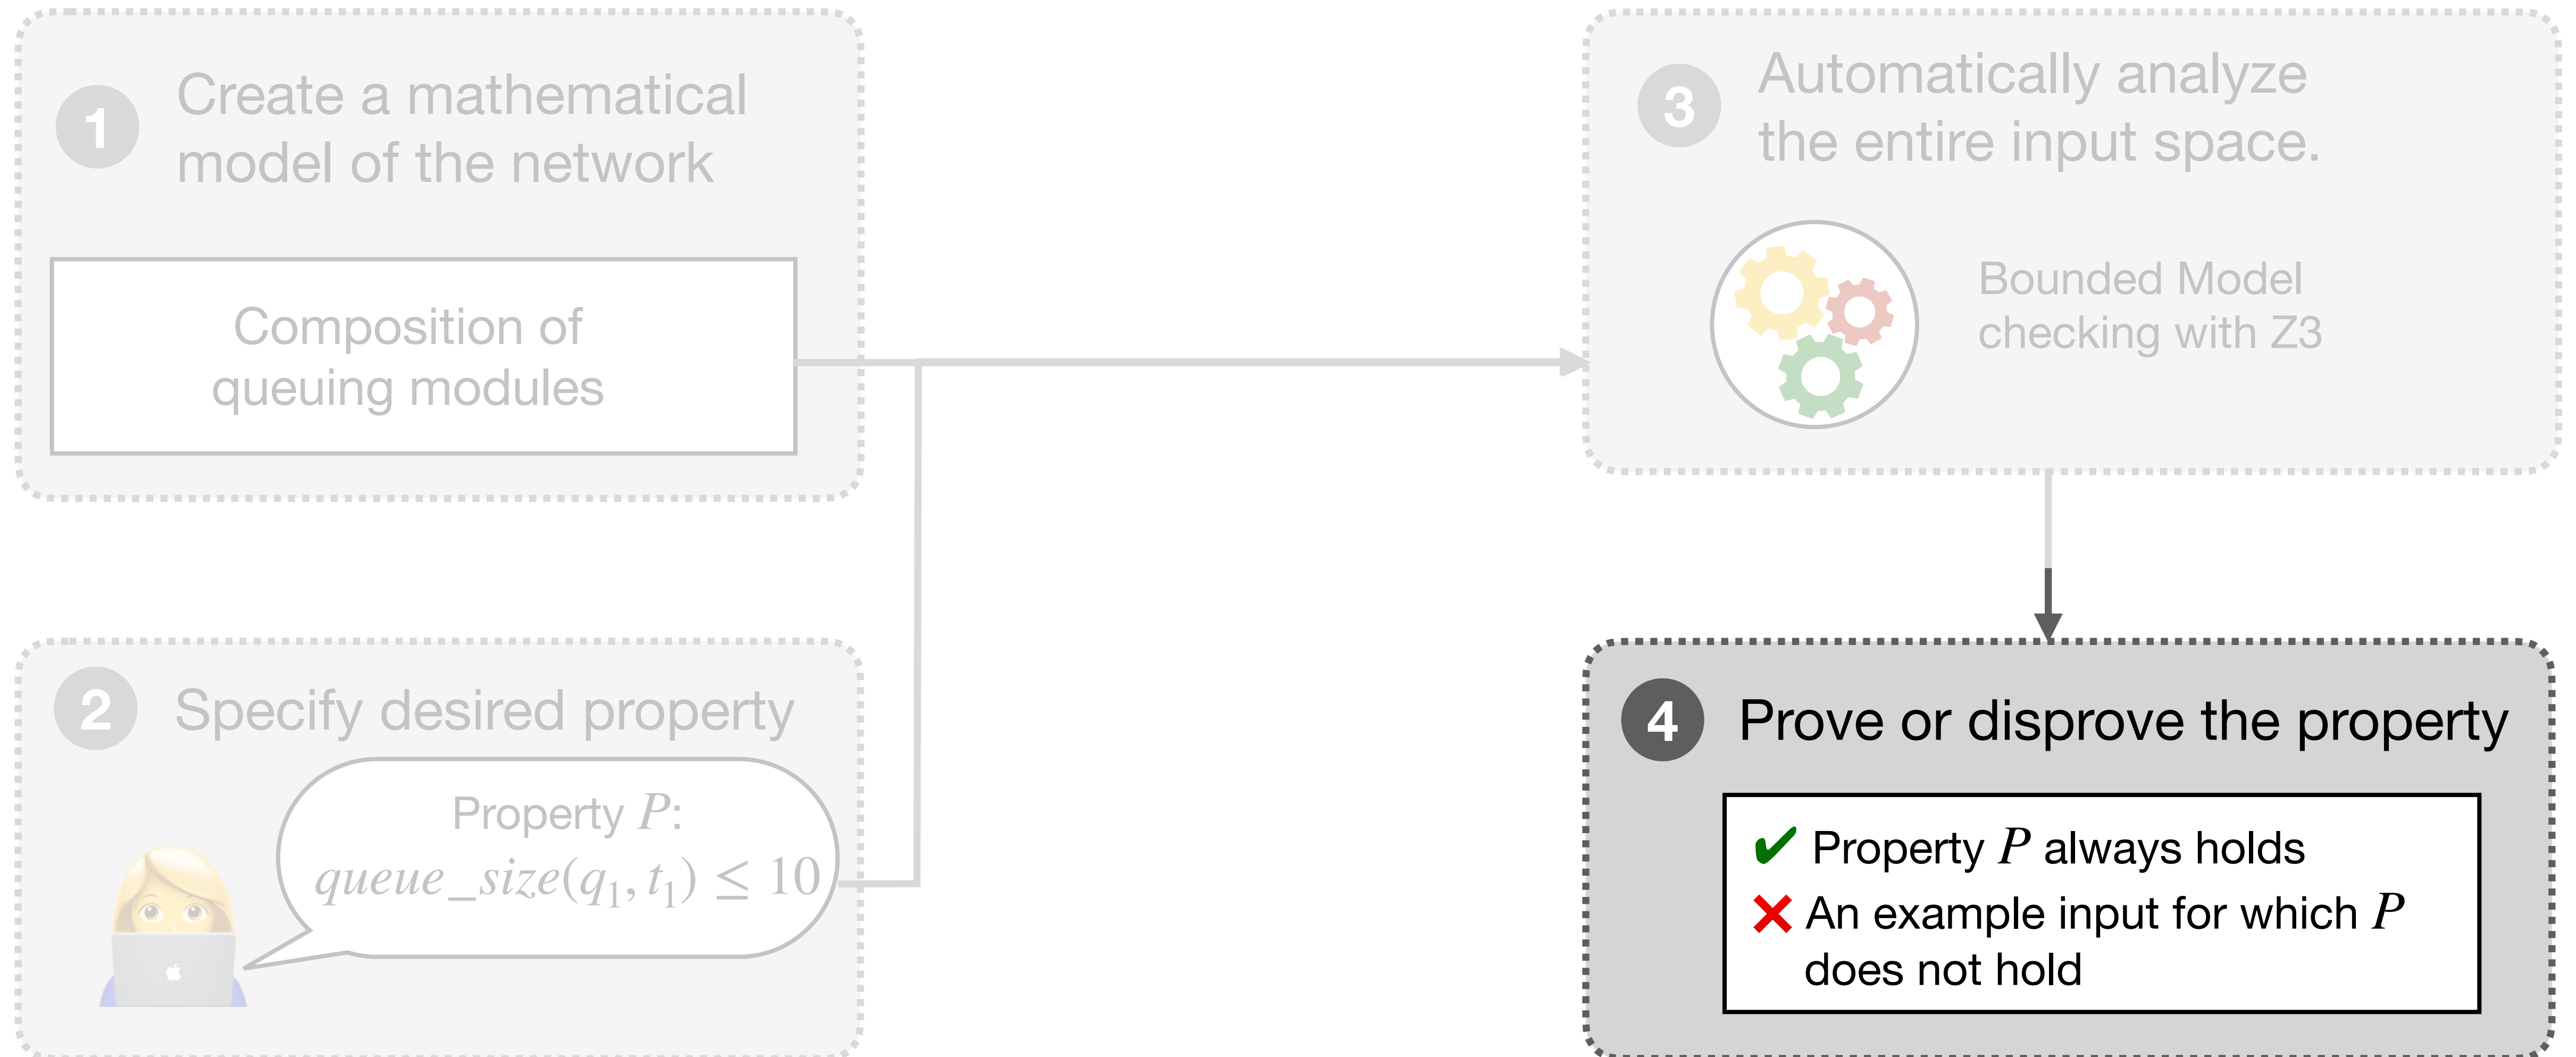 1
Create a mathematical
model of the network
Composition of
queuing modules
2
Specify desired property
Property P:
queue_size(q₁, t₁) ≤ 10
3
Automatically analyze
the entire input space.
Bounded Model
checking with Z3
4
Prove or disprove the property
✔ Property P always holds
❌ An example input for which P
does not hold